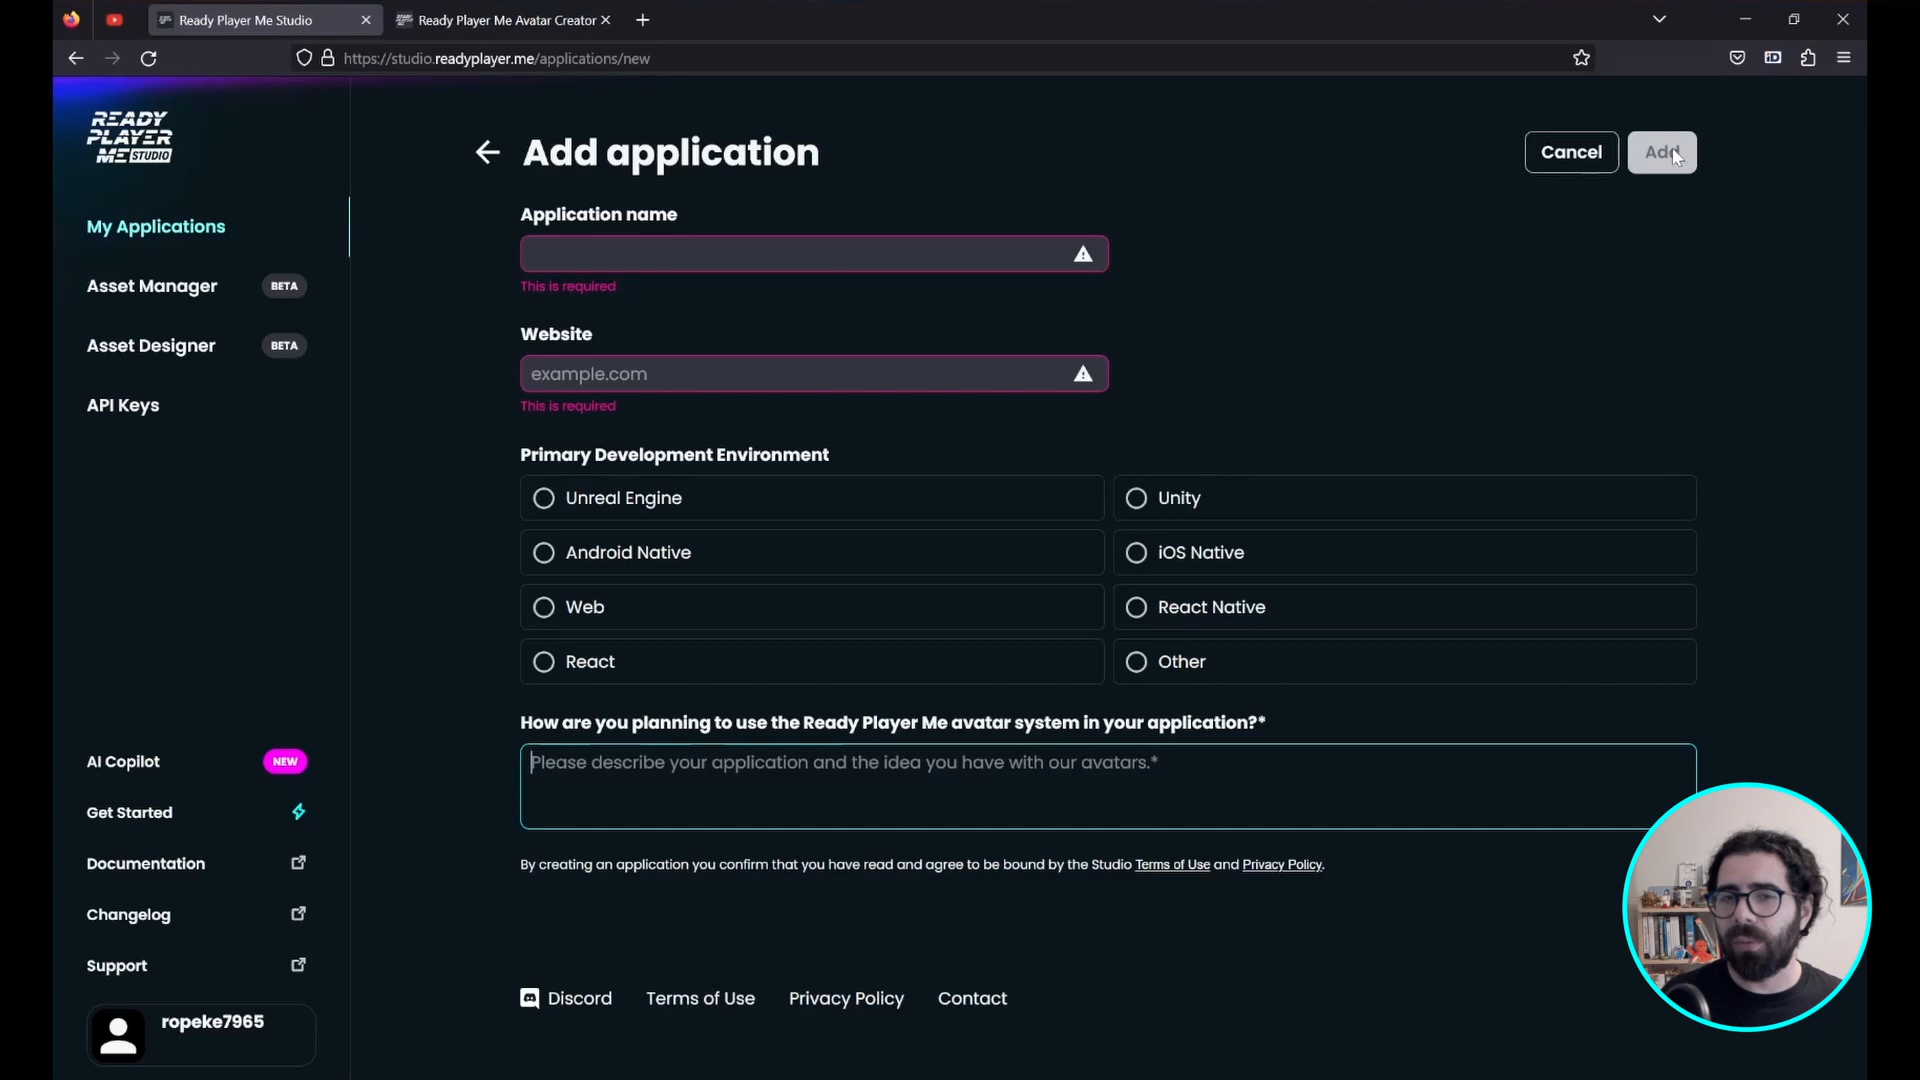 Ready Player Me Studio
Ready Player Me Avatar Creator
https://studio.readyplayer.me/applications/new
READY
PLAYER
ME STUDIO
Add application
Cancel
Add
My Applications
Asset Manager BETA
Asset Designer BETA
API Keys
Application name
This is required
Website
example.com
This is required
Primary Development Environment
Unreal Engine
Unity
Android Native
iOS Native
Web
React Native
React
Other
How are you planning to use the Ready Player Me avatar system in your application?*
Please describe your application and the idea you have with our avatars.*
By creating an application you confirm that you have read and agree to be bound by the Studio Terms of Use and Privacy Policy.
AI Copilot NEW
Get Started
Documentation
Changelog
Support
ropeke7965
Discord
Terms of Use
Privacy Policy
Contact